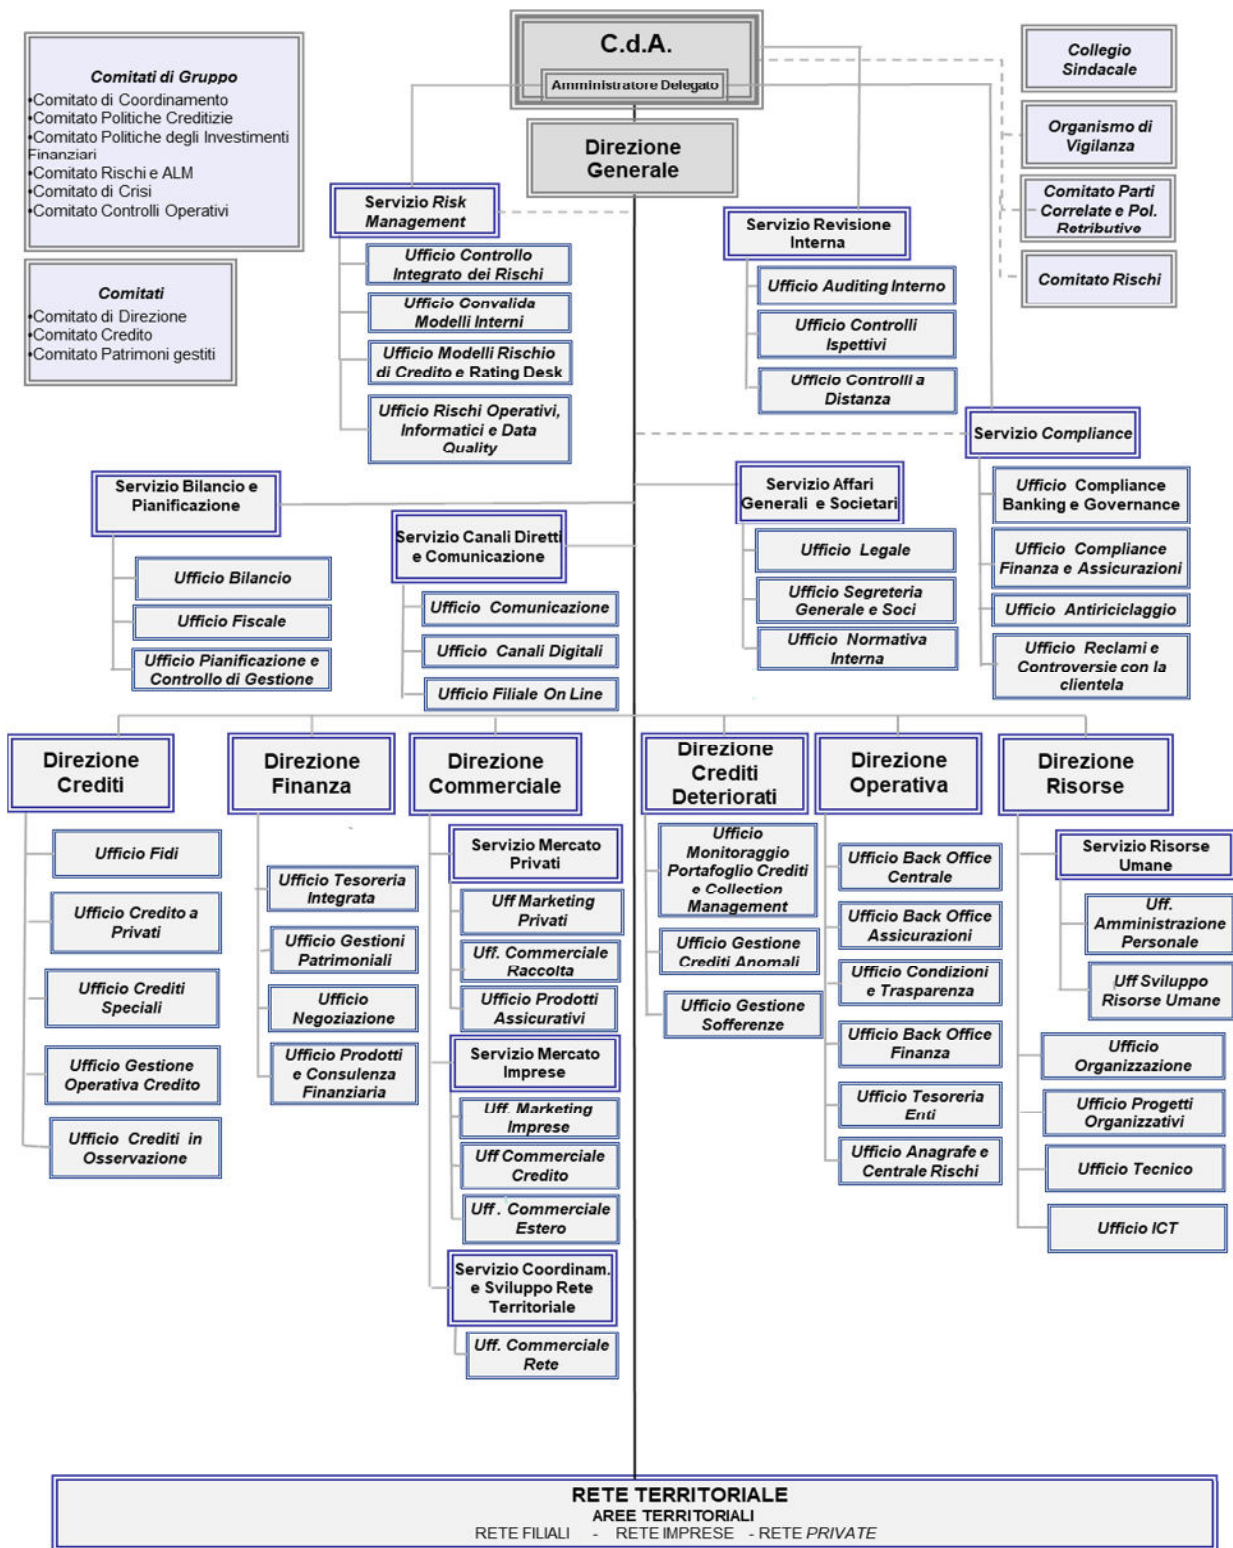 C.d.A.
Amministratore Delegato
Direzione
Generale
Comitati di Gruppo
•Comitato di Coordinamento
•Comitato Politiche Creditizie
•Comitato Politiche degli Investimenti
Finanziari
•Comitato Rischi e ALM
•Comitato di Crisi
•Comitato Controlli Operativi
Comitati
•Comitato di Direzione
•Comitato Credito
•Comitato Patrimoni gestiti
Collegio
Sindacale
Organismo di
Vigilanza
Comitato Parti
Correlate e Pol.
Retributive
Comitato Rischi
Servizio Risk
Management
Ufficio Controllo
Integrato dei Rischi
Ufficio Convalida
Modelli Interni
Ufficio Modelli Rischio
di Credito e Rating Desk
Ufficio Rischi Operativi,
Informatici e Data
Quality
Servizio Revisione
Interna
Ufficio Auditing Interno
Ufficio Controlli
Ispettivi
Ufficio Controlli a
Distanza
Servizio Compliance
Ufficio Compliance
Banking e Governance
Ufficio Compliance
Finanza e Assicurazioni
Ufficio Antiriciclaggio
Ufficio Reclami e
Controversie con la
clientela
Servizio Bilancio e
Pianificazione
Ufficio Bilancio
Ufficio Fiscale
Ufficio Pianificazione e
Controllo di Gestione
Servizio Canali Diretti
e Comunicazione
Ufficio Comunicazione
Ufficio Canali Digitali
Ufficio Filiale On Line
Servizio Affari
Generali e Societari
Ufficio Legale
Ufficio Segreteria
Generale e Soci
Ufficio Normativa
Interna
Direzione
Crediti
Ufficio Fidi
Ufficio Credito a
Privati
Ufficio Crediti
Speciali
Ufficio Gestione
Operativa Credito
Ufficio Crediti in
Osservazione
Direzione
Finanza
Ufficio Tesoreria
Integrata
Ufficio Gestioni
Patrimoniali
Ufficio
Negoziazione
Ufficio Prodotti
e Consulenza
Finanziaria
Direzione
Commerciale
Servizio Mercato
Privati
Uff Marketing
Privati
Uff. Commerciale
Raccolta
Ufficio Prodotti
Assicurativi
Servizio Mercato
Imprese
Uff. Marketing
Imprese
Uff Commerciale
Credito
Uff . Commerciale
Estero
Servizio Coordinam.
e Sviluppo Rete
Territoriale
Uff. Commerciale
Rete
Direzione
Crediti
Deteriorati
Ufficio
Monitoraggio
Portafoglio Crediti
e Collection
Management
Ufficio Gestione
Crediti Anomali
Ufficio Gestione
Sofferenze
Direzione
Operativa
Ufficio Back Office
Centrale
Ufficio Back Office
Assicurazioni
Ufficio Condizioni
e Trasparenza
Ufficio Back Office
Finanza
Ufficio Tesoreria
Enti
Ufficio Anagrafe e
Centrale Rischi
Direzione
Risorse
Servizio Risorse
Umane
Uff.
Amministrazione
Personale
Uff Sviluppo
Risorse Umane
Ufficio
Organizzazione
Ufficio Progetti
Organizzativi
Ufficio Tecnico
Ufficio ICT
RETE TERRITORIALE
AREE TERRITORIALI
RETE FILIALI - RETE IMPRESE - RETE PRIVATE